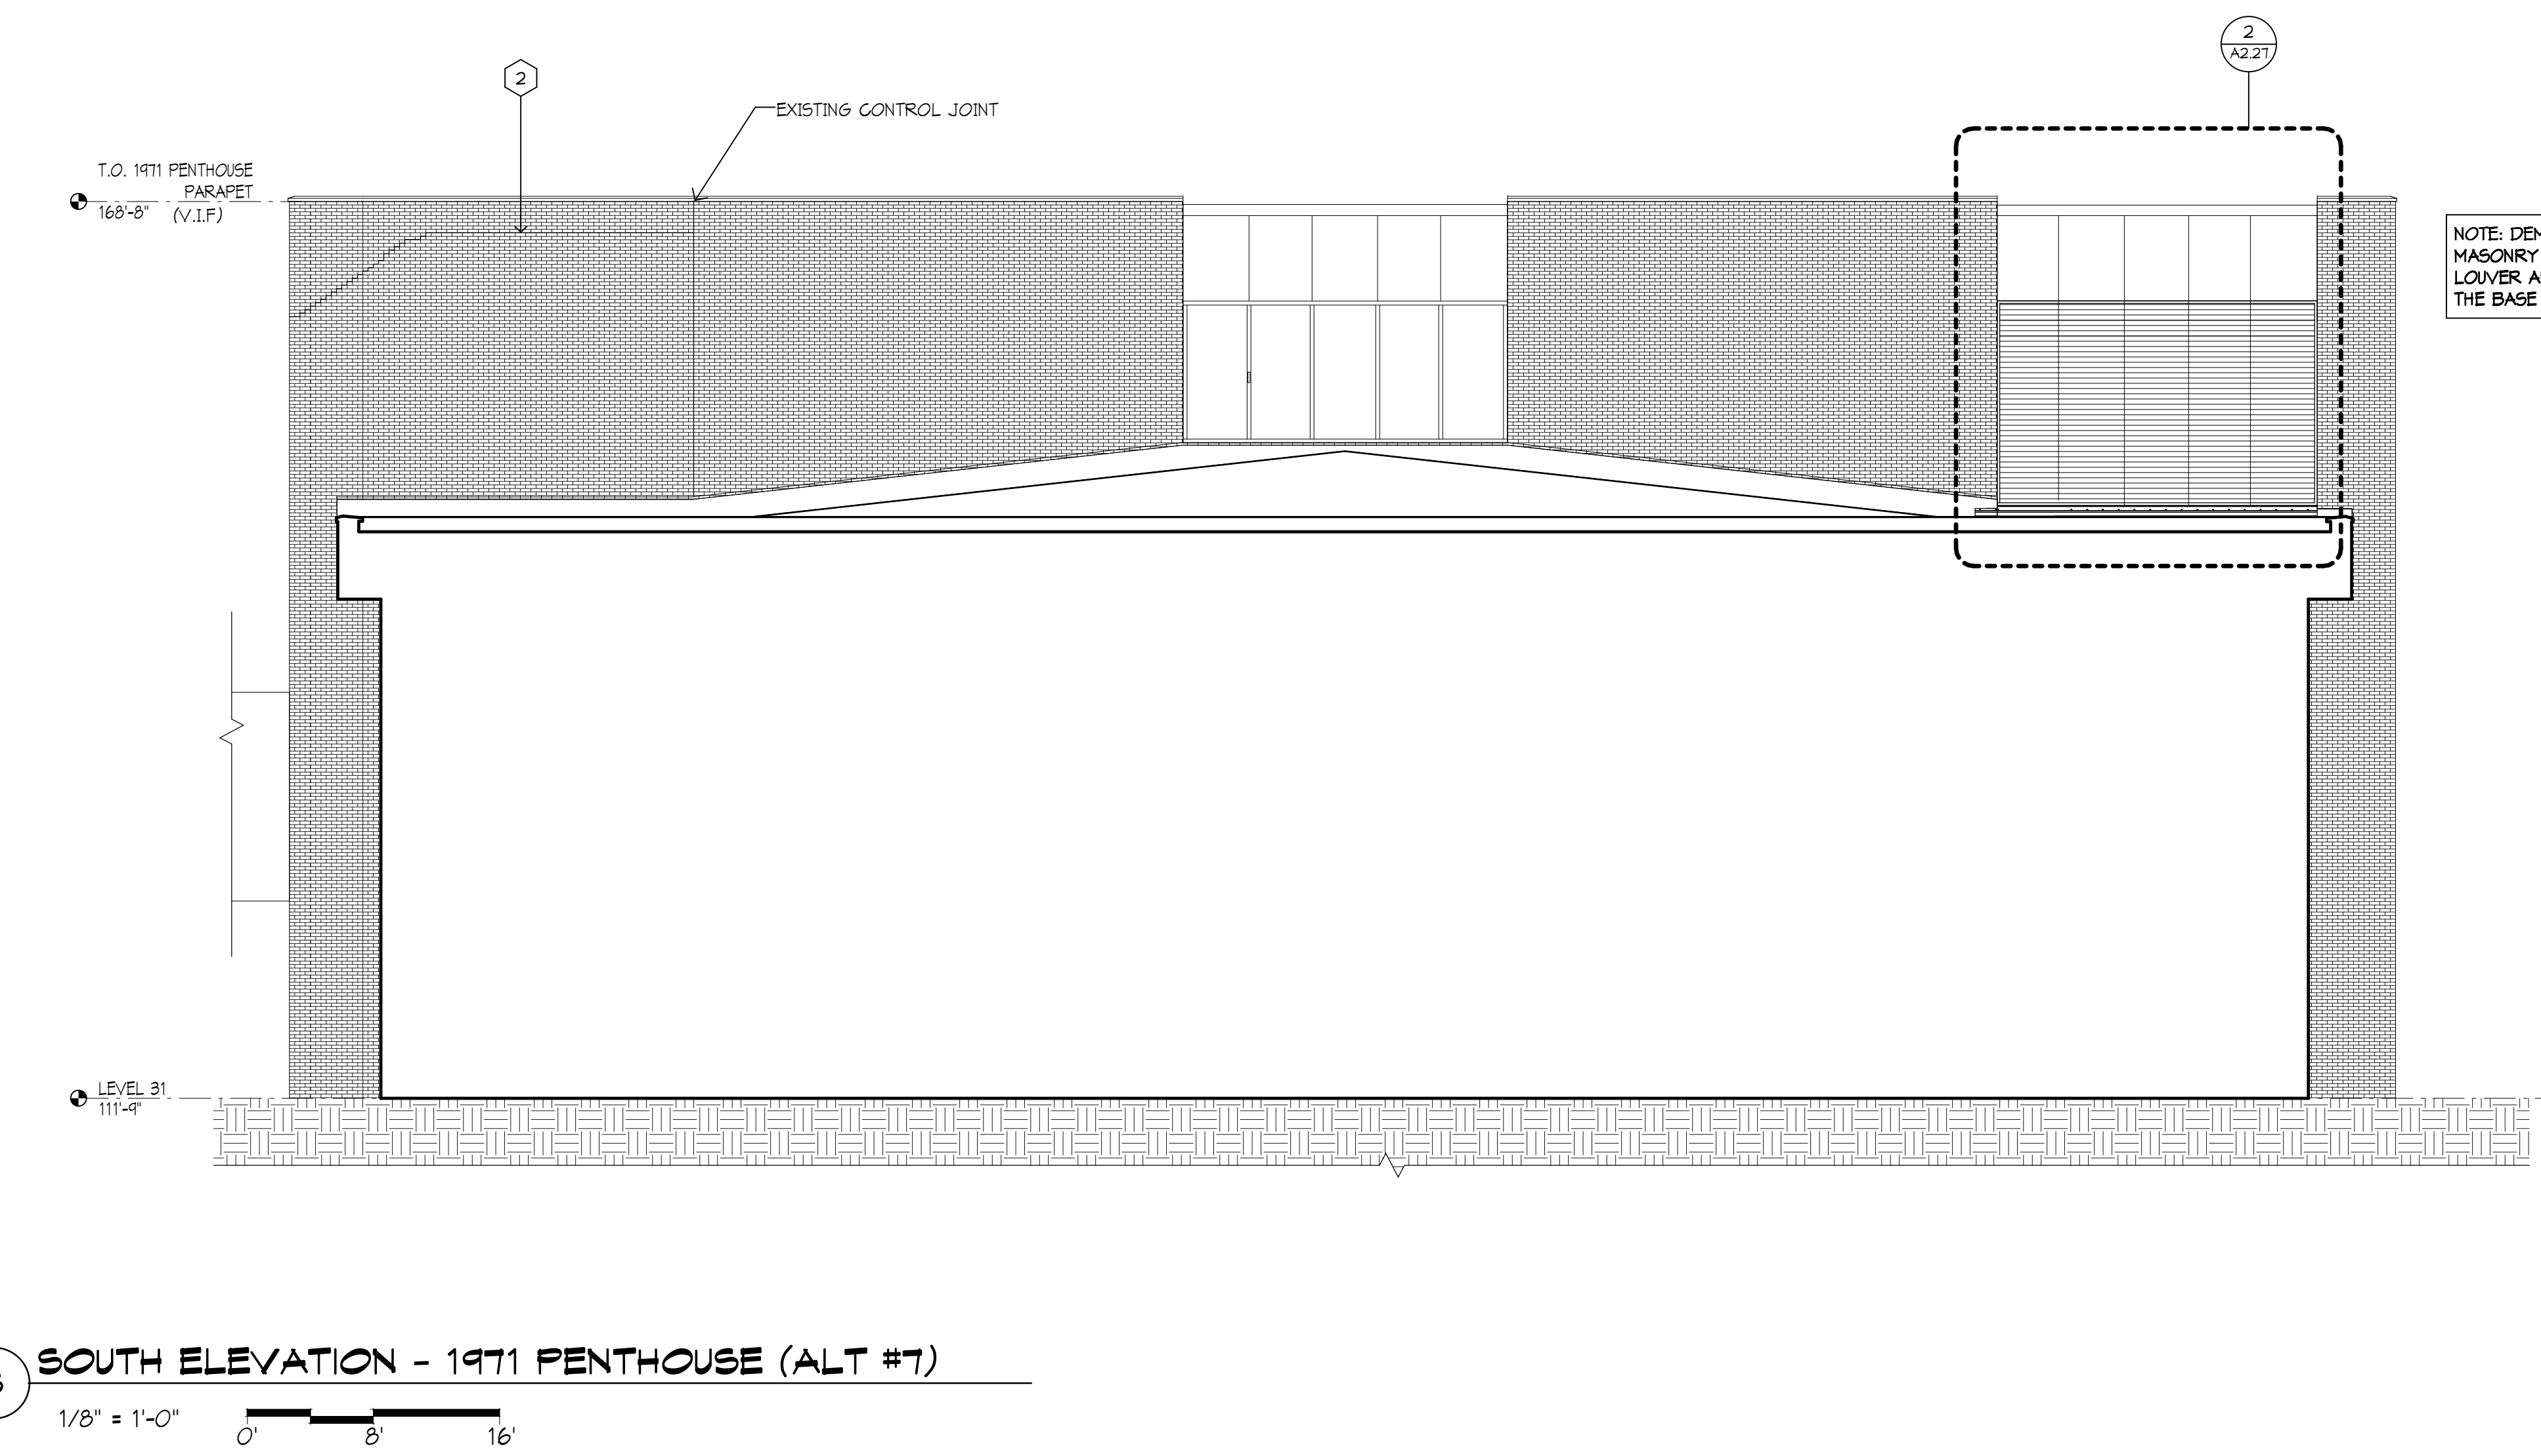 2
A2.27
2
EXISTING CONTROL JOINT
T.O. 1971 PENTHOUSE
PARAPET
168'-8" (V.I.F)
NOTE:
MASONRY
LOUVER
THE BASE
LEVEL 31
111'-9"
SOUTH ELEVATION - 1971 PENTHOUSE (ALT #7)
1/8" = 1'-0"
0' 8' 16'